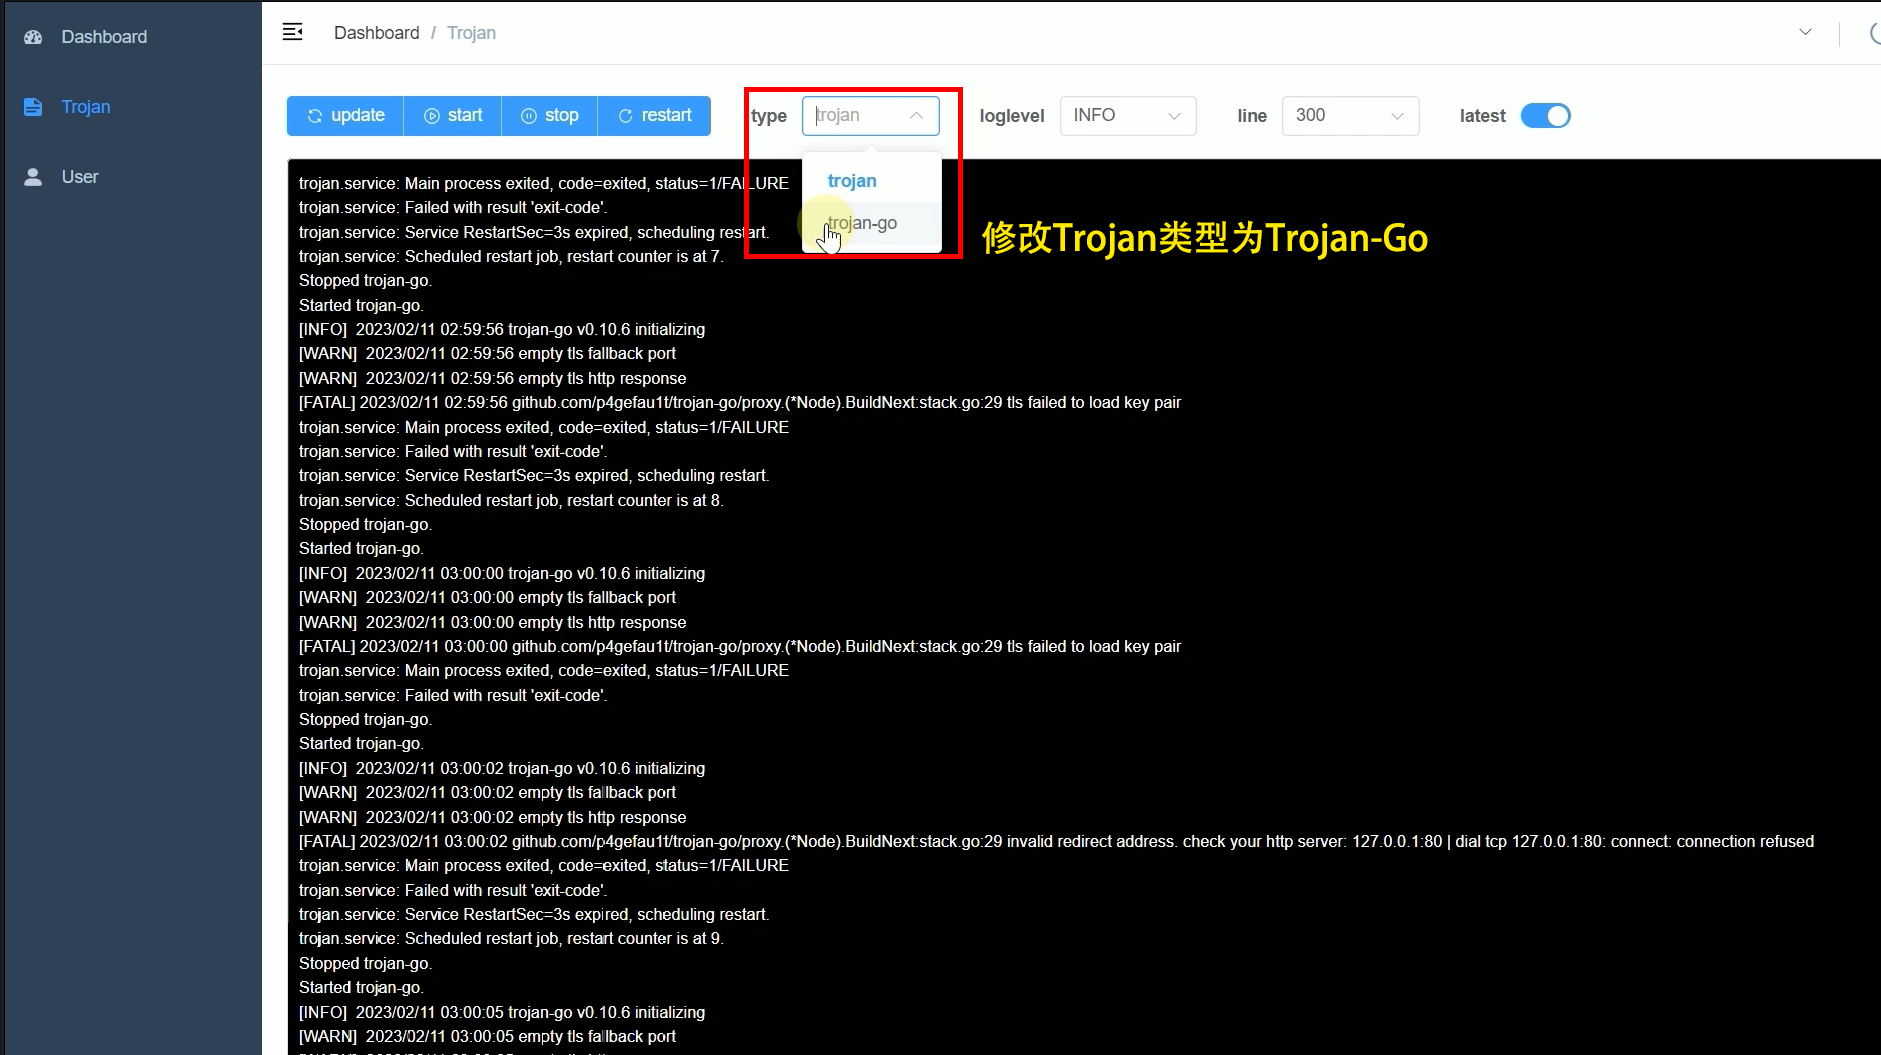 Dashboard
Dashboard / Trojan
Trojan
User
update start stop restart type trojan loglevel INFO line 300 latest
trojan
trojan-go
修改Trojan类型为Trojan-Go
trojan.service: Main process exited, code=exited, status=1/FAILURE
trojan.service: Failed with result 'exit-code'.
trojan.service: Service RestartSec=3s expired, scheduling restart.
trojan.service: Scheduled restart job, restart counter is at 7.
Stopped trojan-go.
Started trojan-go.
[INFO] 2023/02/11 02:59:56 trojan-go v0.10.6 initializing
[WARN] 2023/02/11 02:59:56 empty tls fallback port
[WARN] 2023/02/11 02:59:56 empty tls http response
[FATAL] 2023/02/11 02:59:56 github.com/p4gefau1t/trojan-go/proxy.(*Node).BuildNext:stack.go:29 tls failed to load key pair
trojan.service: Main process exited, code=exited, status=1/FAILURE
trojan.service: Failed with result 'exit-code'.
trojan.service: Service RestartSec=3s expired, scheduling restart.
trojan.service: Scheduled restart job, restart counter is at 8.
Stopped trojan-go.
Started trojan-go.
[INFO] 2023/02/11 03:00:00 trojan-go v0.10.6 initializing
[WARN] 2023/02/11 03:00:00 empty tls fallback port
[WARN] 2023/02/11 03:00:00 empty tls http response
[FATAL] 2023/02/11 03:00:00 github.com/p4gefau1t/trojan-go/proxy.(*Node).BuildNext:stack.go:29 tls failed to load key pair
trojan.service: Main process exited, code=exited, status=1/FAILURE
trojan.service: Failed with result 'exit-code'.
Stopped trojan-go.
Started trojan-go.
[INFO] 2023/02/11 03:00:02 trojan-go v0.10.6 initializing
[WARN] 2023/02/11 03:00:02 empty tls fallback port
[WARN] 2023/02/11 03:00:02 empty tls http response
[FATAL] 2023/02/11 03:00:02 github.com/p4gefau1t/trojan-go/proxy.(*Node).BuildNext:stack.go:29 invalid redirect address. check your http server: 127.0.0.1:80 | dial tcp 127.0.0.1:80: connect: connection refused
trojan.service: Main process exited, code=exited, status=1/FAILURE
trojan.service: Failed with result 'exit-code'.
trojan.service: Service RestartSec=3s expired, scheduling restart.
trojan.service: Scheduled restart job, restart counter is at 9.
Stopped trojan-go.
Started trojan-go.
[INFO] 2023/02/11 03:00:05 trojan-go v0.10.6 initializing
[WARN] 2023/02/11 03:00:05 empty tls fallback port